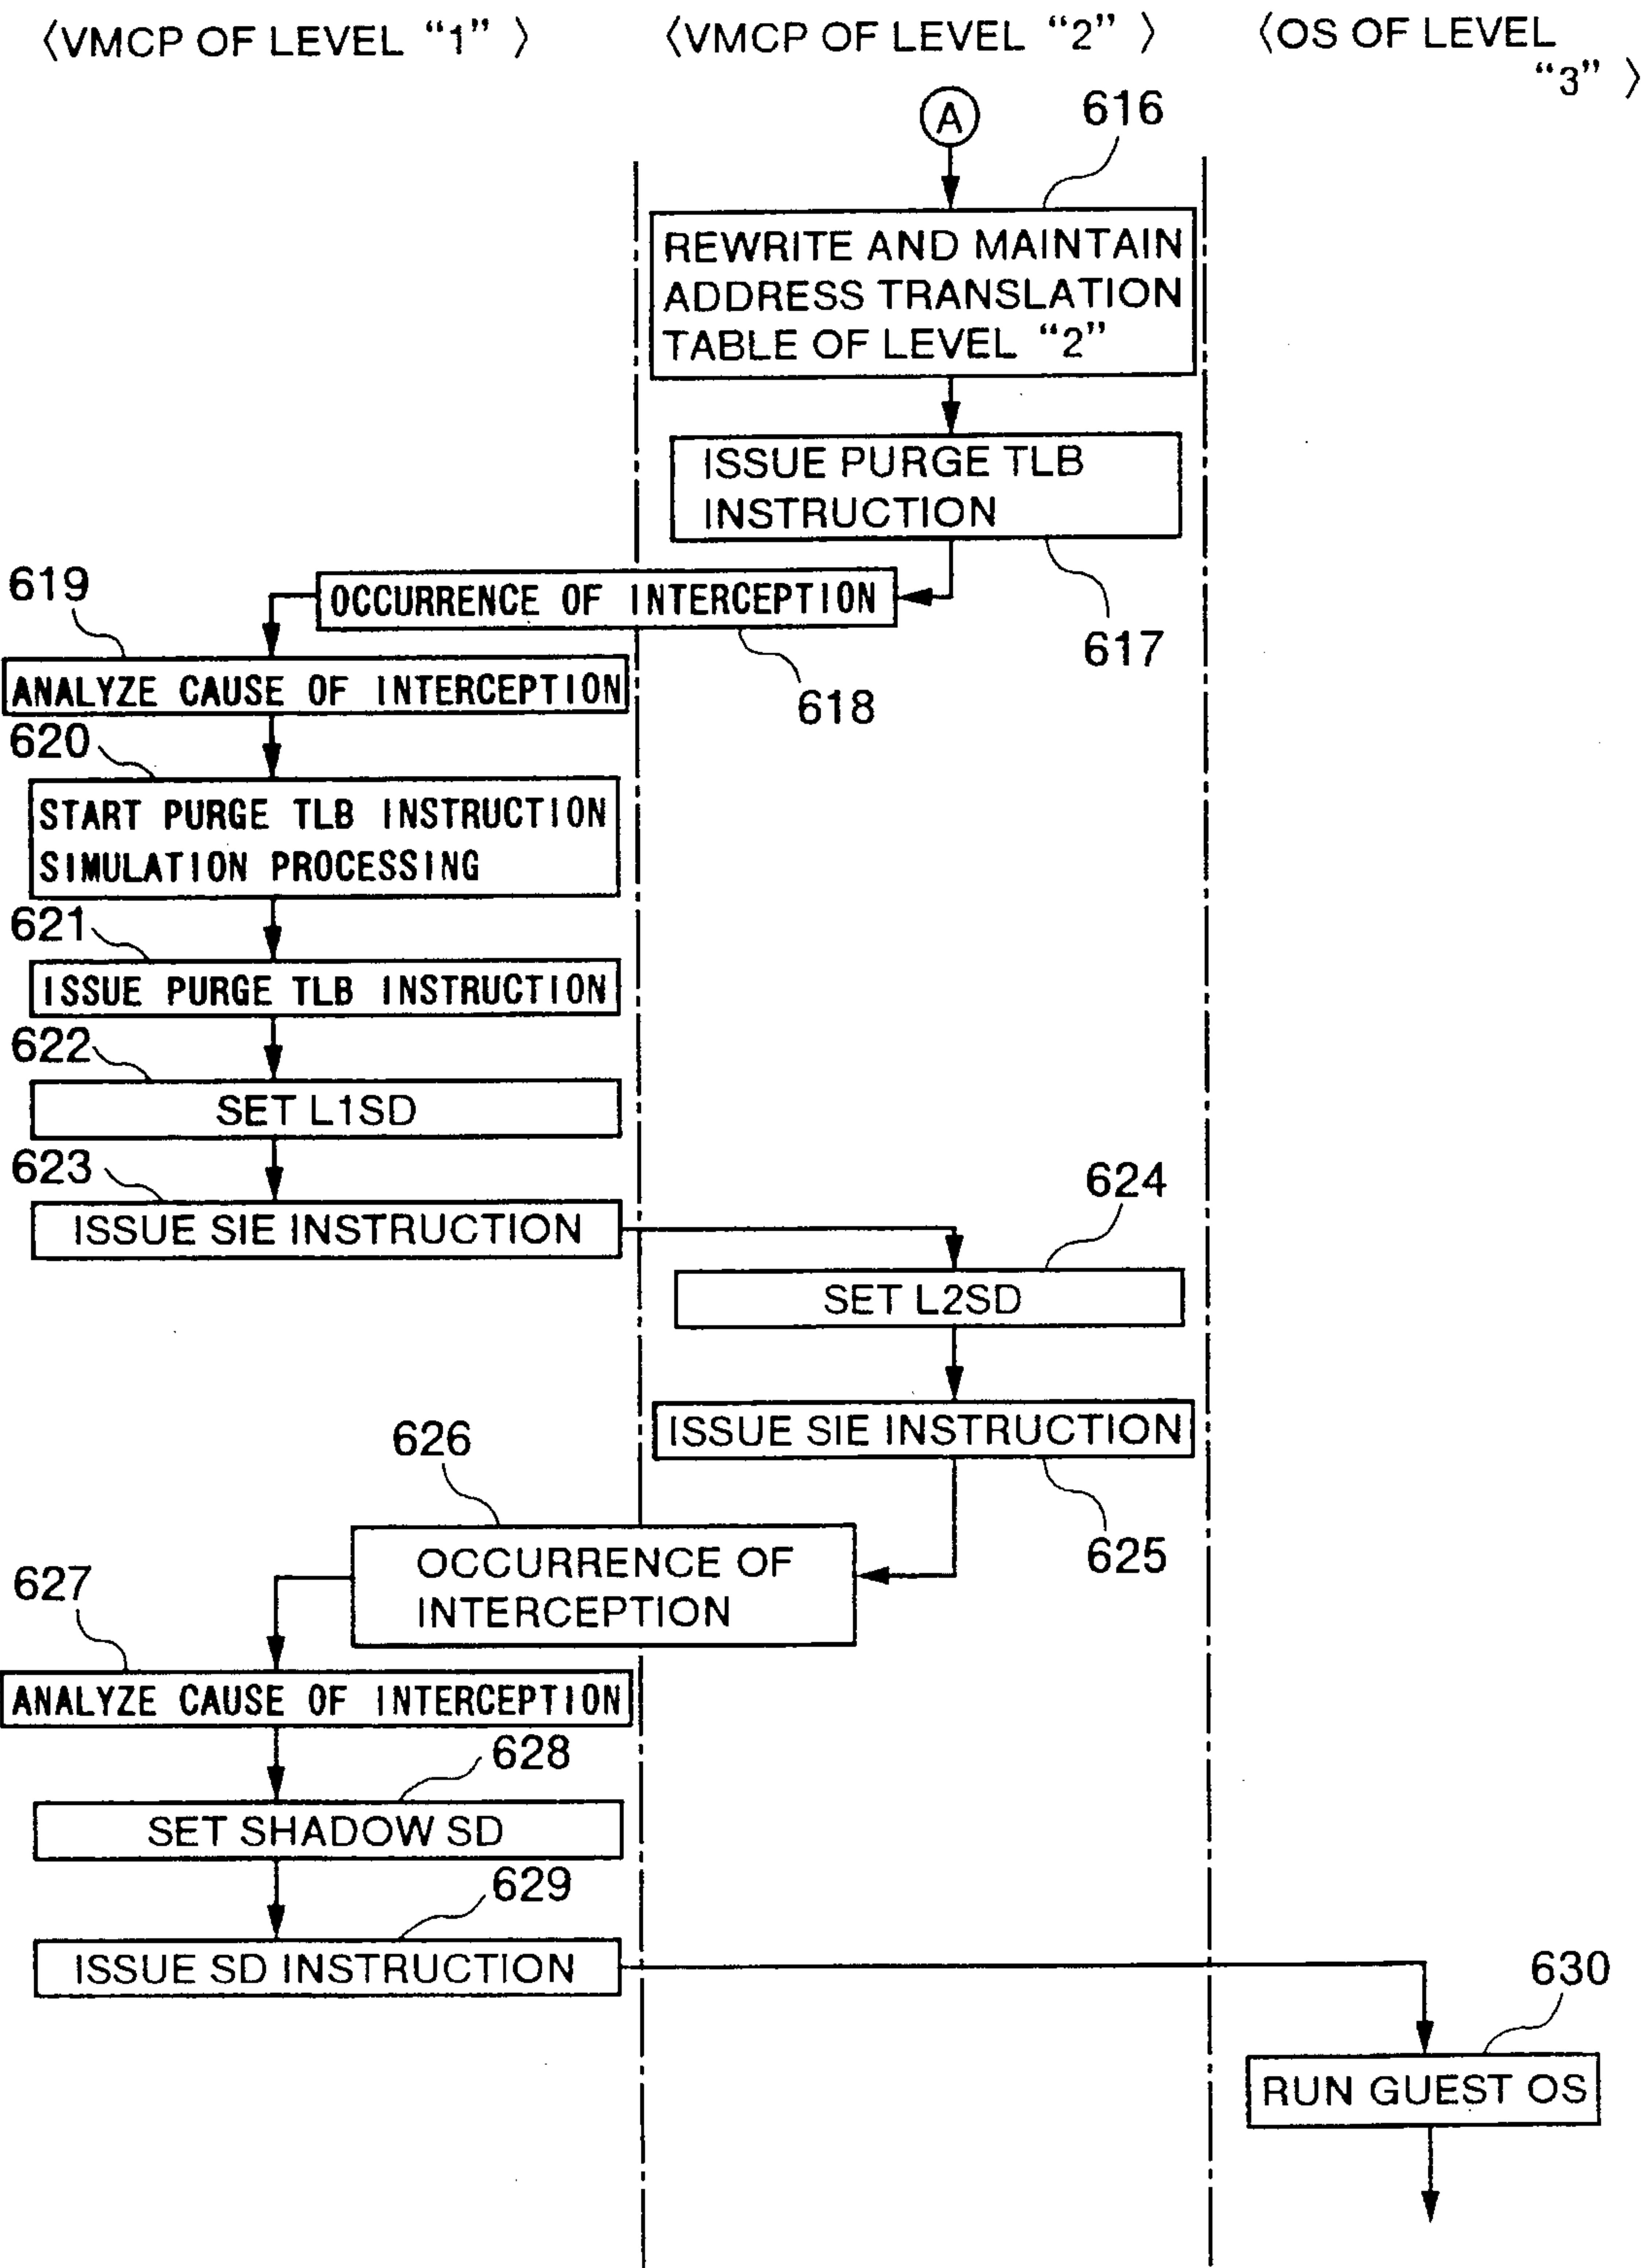 〈VMCP OF LEVEL “1” 〉
〈VMCP OF LEVEL “2” 〉
〈OS OF LEVEL
“3” 〉
A
616
REWRITE AND MAINTAIN
ADDRESS TRANSLATION
TABLE OF LEVEL “2”
ISSUE PURGE TLB
INSTRUCTION
617
OCCURRENCE OF INTERCEPTION
618
619
ANALYZE CAUSE OF INTERCEPTION
620
START PURGE TLB INSTRUCTION
SIMULATION PROCESSING
621
ISSUE PURGE TLB INSTRUCTION
622
SET L1SD
623
ISSUE SIE INSTRUCTION
624
SET L2SD
ISSUE SIE INSTRUCTION
625
626
OCCURRENCE OF
INTERCEPTION
627
ANALYZE CAUSE OF INTERCEPTION
628
SET SHADOW SD
629
ISSUE SD INSTRUCTION
630
RUN GUEST OS